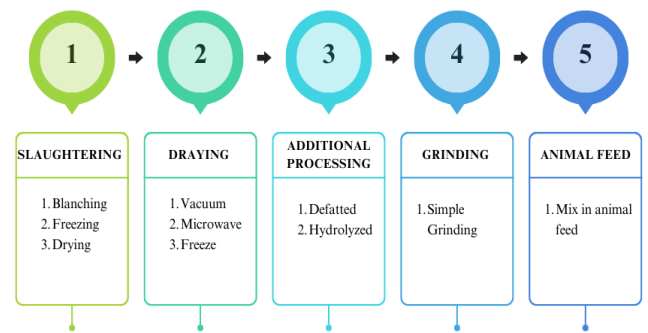 1
2
3
4
5
SLAUGHTERING
1. Blanching
2. Freezing
3. Drying
DRAYING
1. Vacuum
2. Microwave
3. Freeze
ADDITIONAL
PROCESSING
1. Defatted
2. Hydrolyzed
GRINDING
1. Simple
Grinding
ANIMAL FEED
1. Mix in animal
feed